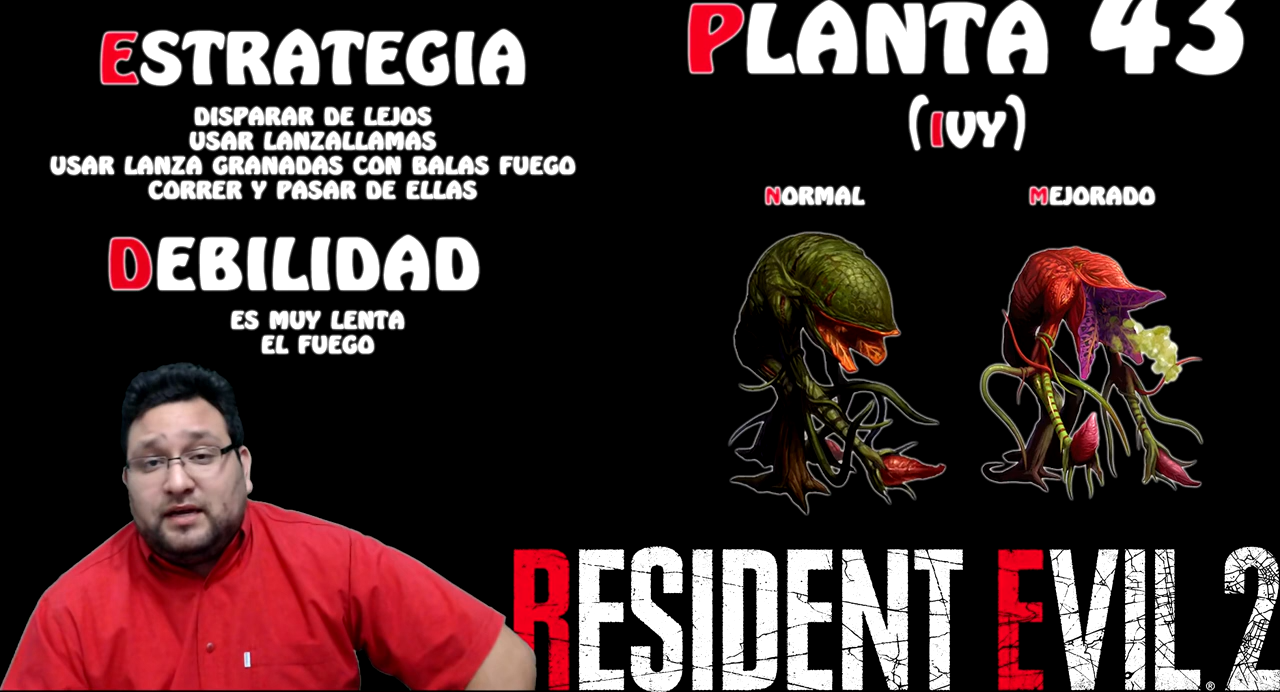 ESTRATEGIA
DISPARAR DE LEJOS
USAR LANZALLAMAS
USAR LANZA GRANADAS CON BALAS FUEGO
CORRER Y PASAR DE ELLAS
DEBILIDAD
ES MUY LENTA
EL FUEGO
PLANTA 43
(IVY)
NORMAL
MEJORADO
RESIDENT EVIL 2
®